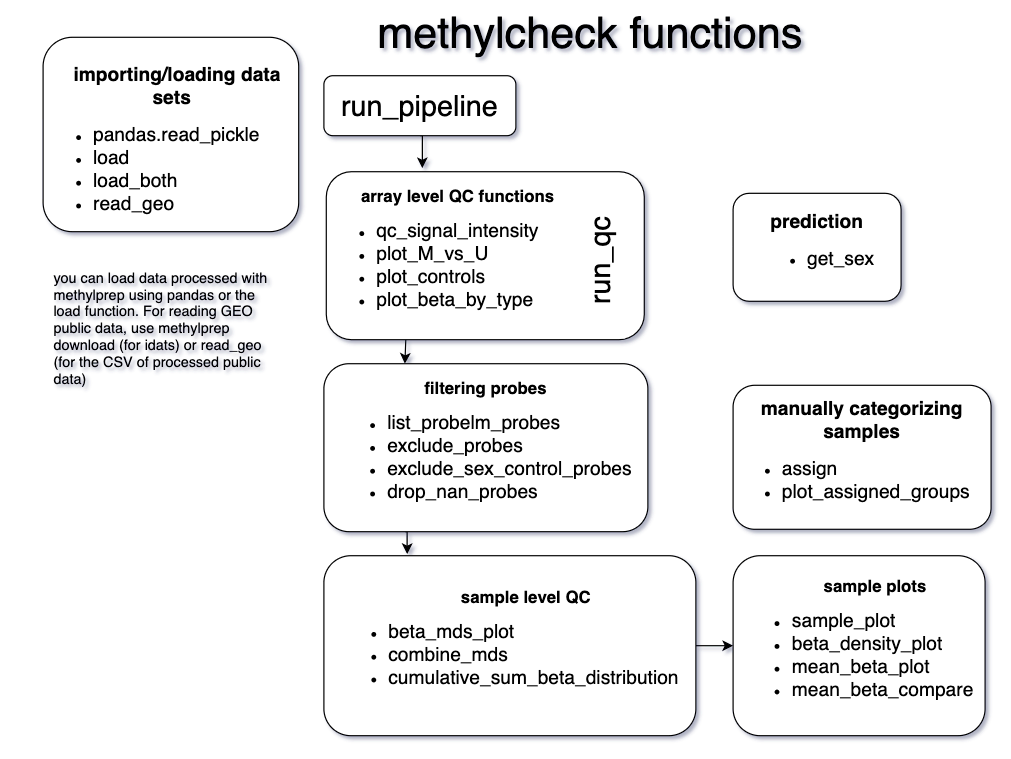 methylcheck functions
importing/loading data
sets
• pandas.read_pickle
• load
• load_both
• read_geo
you can load data processed with
methylprep using pandas or the
load function. For reading GEO
public data, use methylprep
download (for idats) or read_geo
(for the CSV of processed public
data)
run_pipeline
array level QC functions
• qc_signal_intensity
• plot_M_vs_U
• plot_controls
• plot_beta_by_type
run_qc
filtering probes
• list_probelm_probes
• exclude_probes
• exclude_sex_control_probes
• drop_nan_probes
sample level QC
• beta_mds_plot
• combine_mds
• cumulative_sum_beta_distribution
prediction
• get_sex
manually categorizing
samples
• assign
• plot_assigned_groups
sample plots
• sample_plot
• beta_density_plot
• mean_beta_plot
• mean_beta_compare